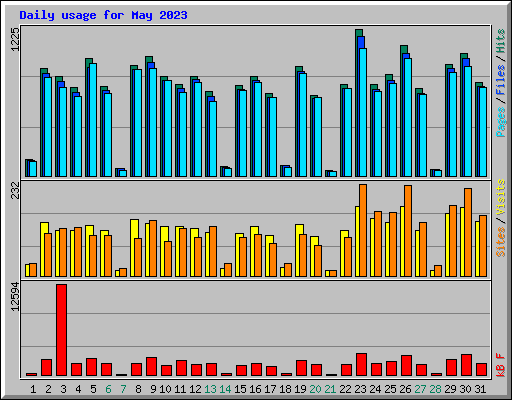 Daily usage for May 2023
1225
Pages / Files / Hits
232
Sites / Visits
12594
kB F
1 2 3 4 5 6 7 8 9 10 11 12 13 14 15 16 17 18 19 20 21 22 23 24 25 26 27 28 29 30 31